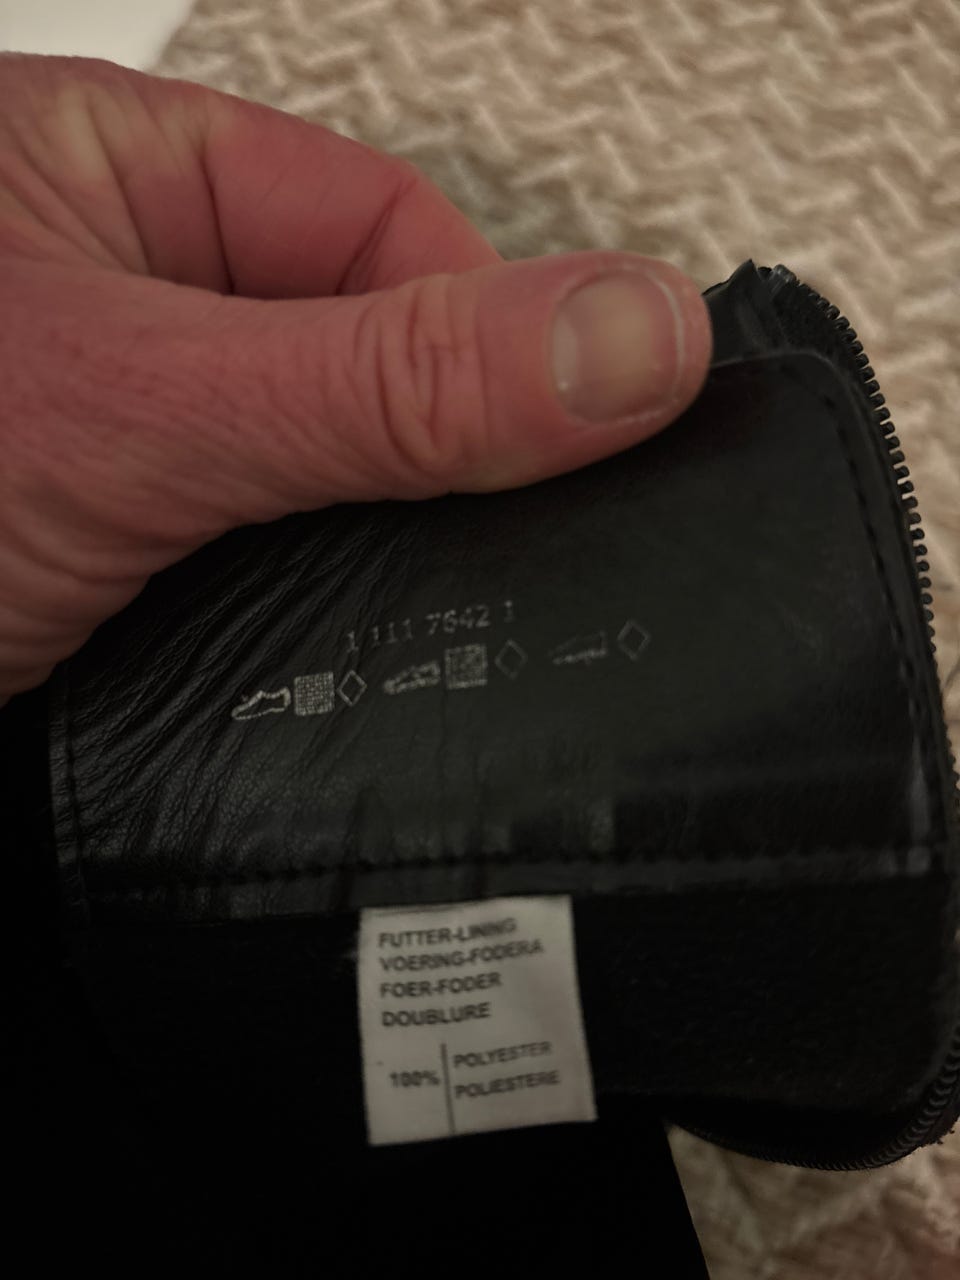 1 111 7642 1
FUTTER-LINING
VOERING-FODERA
FOER-FODER
DOUBLURE
100% POLYESTER
POLIESTERE